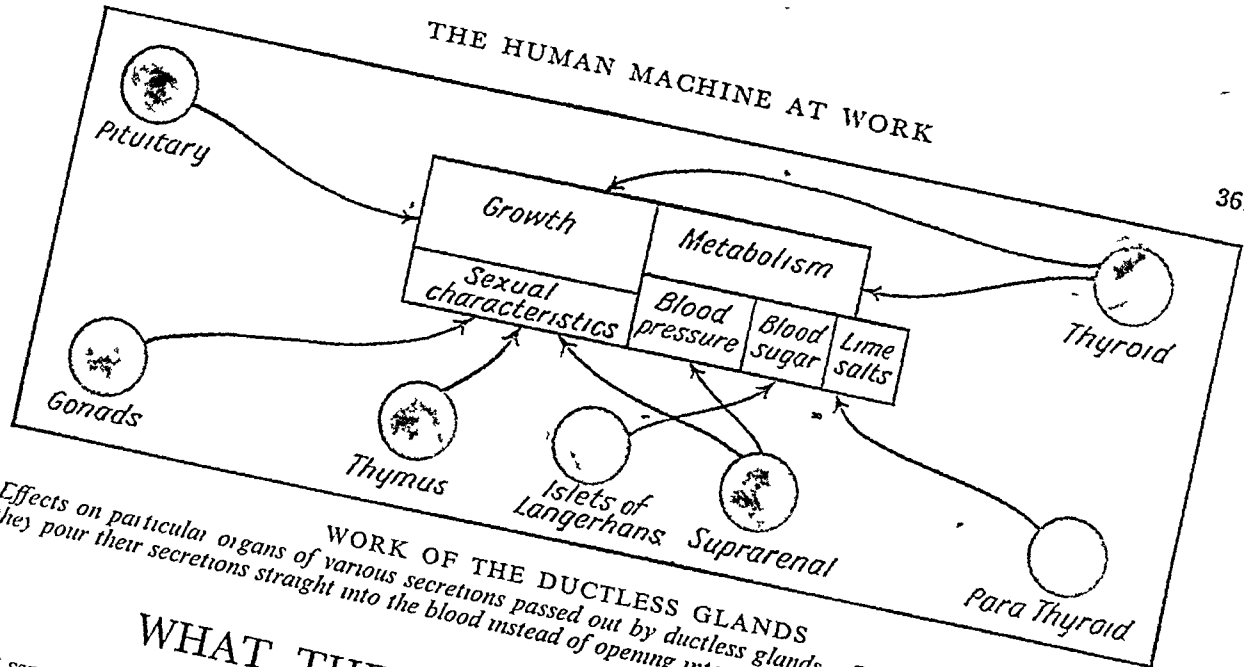 THE HUMAN MACHINE AT WORK
36
Pituitary
Growth
Metabolism
Sexual
characteristics
Blood
pressure
Blood
sugar
Lime
salts
Thyroid
Gonads
Thymus
Islets of
Langerhans
Suprarenal
Para Thyroid
WORK OF THE DUCTLESS GLANDS
Effects on particular organs of various secretions passed out by ductless glands
they pour their secretions straight into the blood instead of opening
WHAT